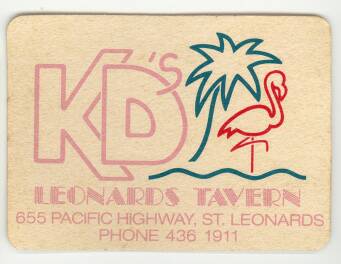 KD's
LEONARDS TAVERN
655 PACIFIC HIGHWAY, ST. LEONARDS
PHONE 436 1911